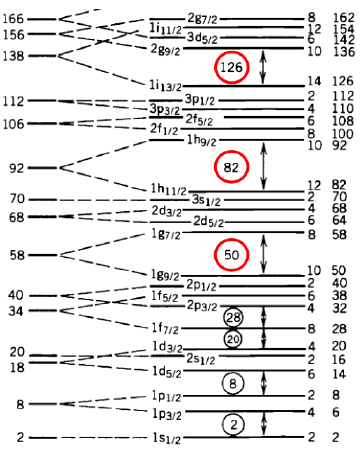 166 2g7/2 8 162
1i11/2 12 154
156 3d5/2 6 142
2g9/2 10 136
138
126
1i13/2 14 126
112 3p1/2 2 112
3p3/2 4 110
106 2f5/2 6 108
2f1/2 8 100
1h9/2 10 92
92 82
1h11/2 12 82
70 3s1/2 2 70
2d3/2 4 68
68 2d5/2 6 64
1g7/2 8 58
58 50
1g9/2 10 50
2p1/2 2 40
40 1f5/2 6 38
2p3/2 4 32
34 28
1f7/2 8 28
20
1d3/2 4 20
20 2s1/2 2 16
18 1d5/2 6 14
8
1p1/2 2 8
8
1p3/2 4 6
2
2 1s1/2 2 2